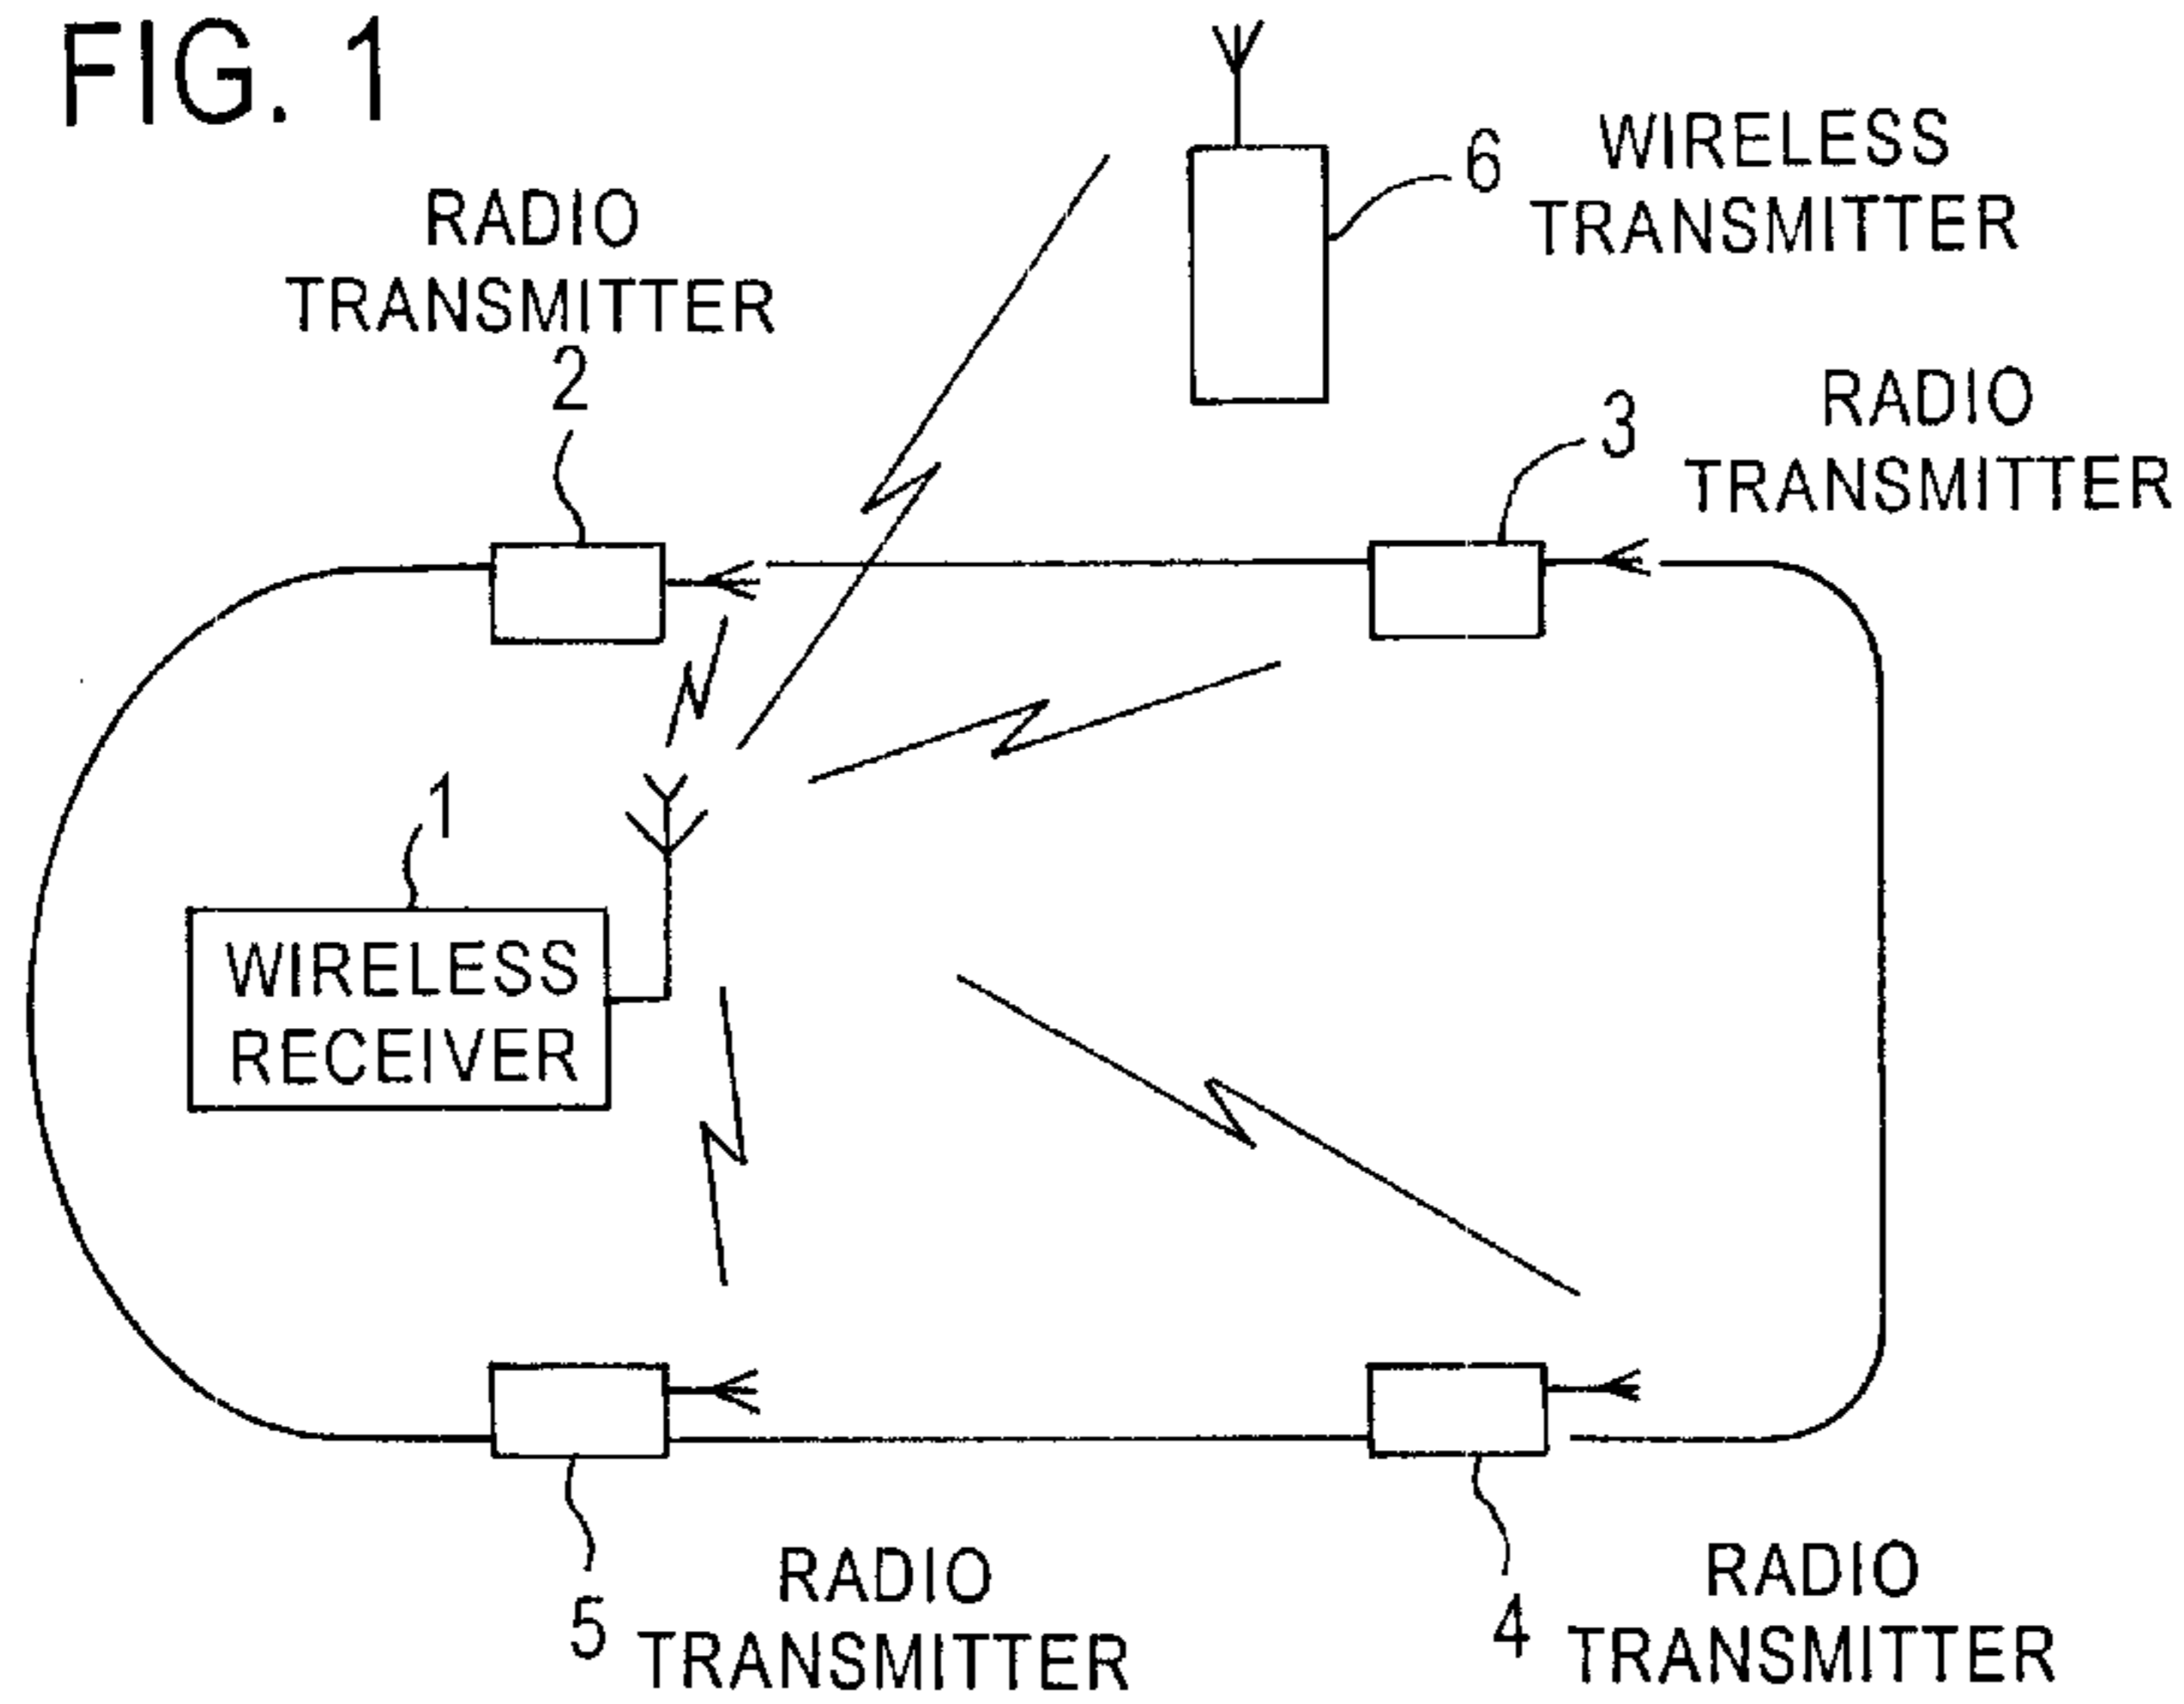 FIG. 1
6
WIRELESS
TRANSMITTER
RADIO
TRANSMITTER
2
3
RADIO
TRANSMITTER
1
WIRELESS
RECEIVER
5
RADIO
TRANSMITTER
4
RADIO
TRANSMITTER